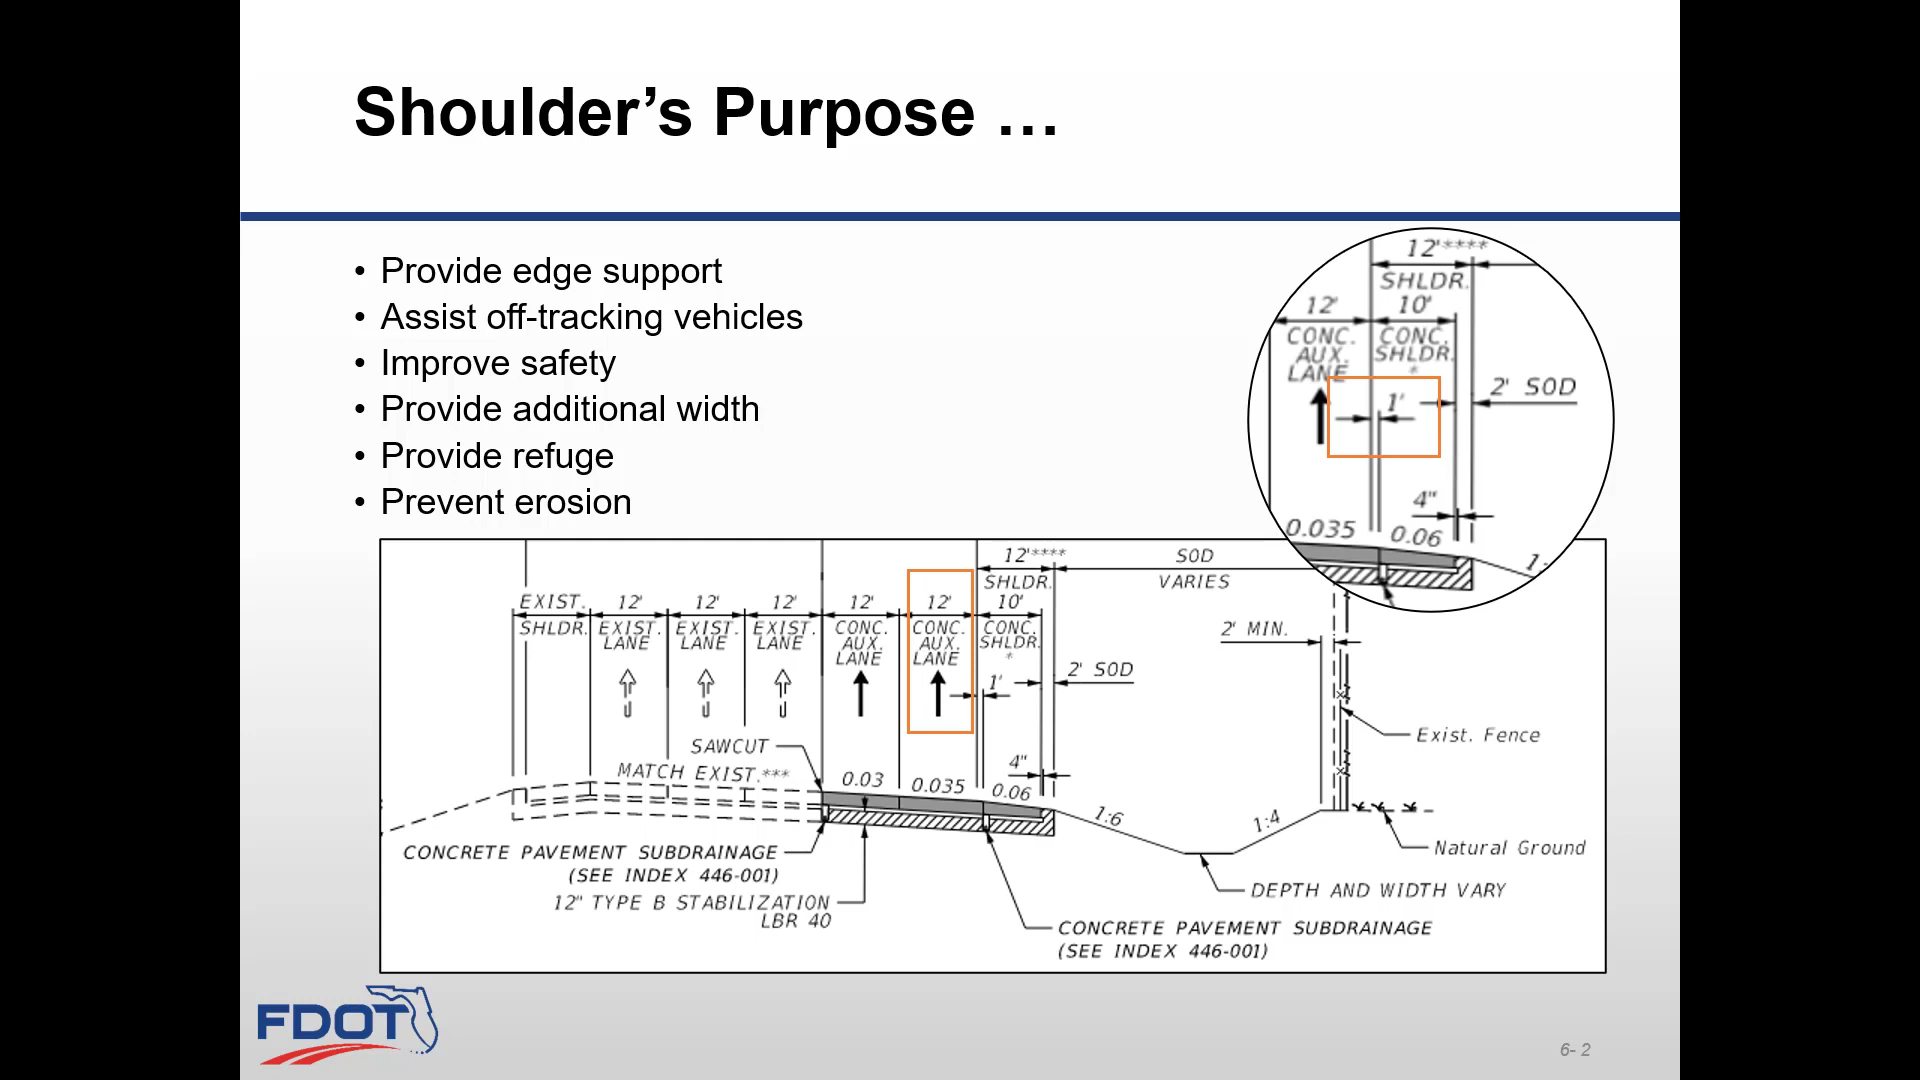 Shoulder's Purpose …
• Provide edge support
• Assist off-tracking vehicles
• Improve safety
• Provide additional width
• Provide refuge
• Prevent erosion
12'****
SHLDR.
12'
10'
CONC.
AUX.
LANE
CONC.
SHLDR.
*
1'
2' SOD
4"
0.035
0.06
1:
12'****
SHLDR.
SOD
VARIES
EXIST.
SHLDR.
12'
EXIST.
LANE
12'
EXIST.
LANE
12'
EXIST.
LANE
12'
CONC.
AUX.
LANE
12'
CONC.
AUX.
LANE
10'
CONC.
SHLDR.
*
1'
2' SOD
2' MIN.
SAWCUT
MATCH EXIST.***
0.03
0.035
0.06
4"
1:6
1:4
Exist. Fence
Natural Ground
CONCRETE PAVEMENT SUBDRAINAGE
(SEE INDEX 446-001)
12" TYPE B STABILIZATION
LBR 40
DEPTH AND WIDTH VARY
CONCRETE PAVEMENT SUBDRAINAGE
(SEE INDEX 446-001)
FDOT
6- 2